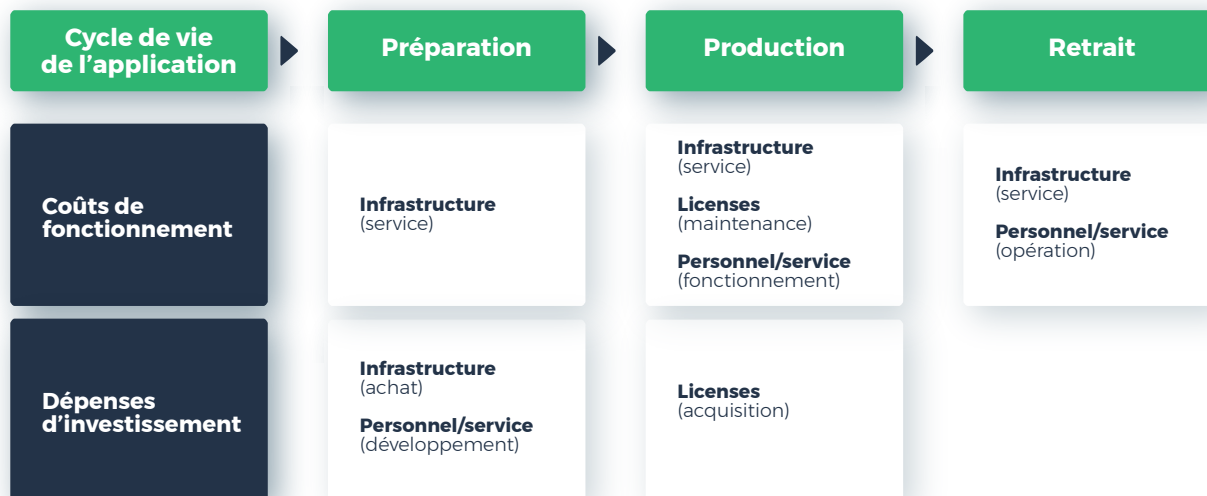 Cycle de vie
de l'application
Préparation
Production
Retrait
Coûts de
fonctionnement
Infrastructure
(service)
Infrastructure
(service)
Licenses
(maintenance)
Personnel/service
(fonctionnement)
Infrastructure
(service)
Personnel/service
(opération)
Dépenses
d'investissement
Infrastructure
(achat)
Personnel/service
(développement)
Licenses
(acquisition)